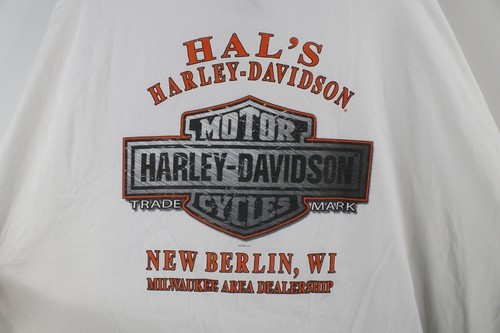 HAL'S
HARLEY-DAVIDSON
MOTOR
HARLEY-DAVIDSON
TRADE MARK
CYCLES
NEW BERLIN, WI
MILWAUKEE AREA DEALERSHIP